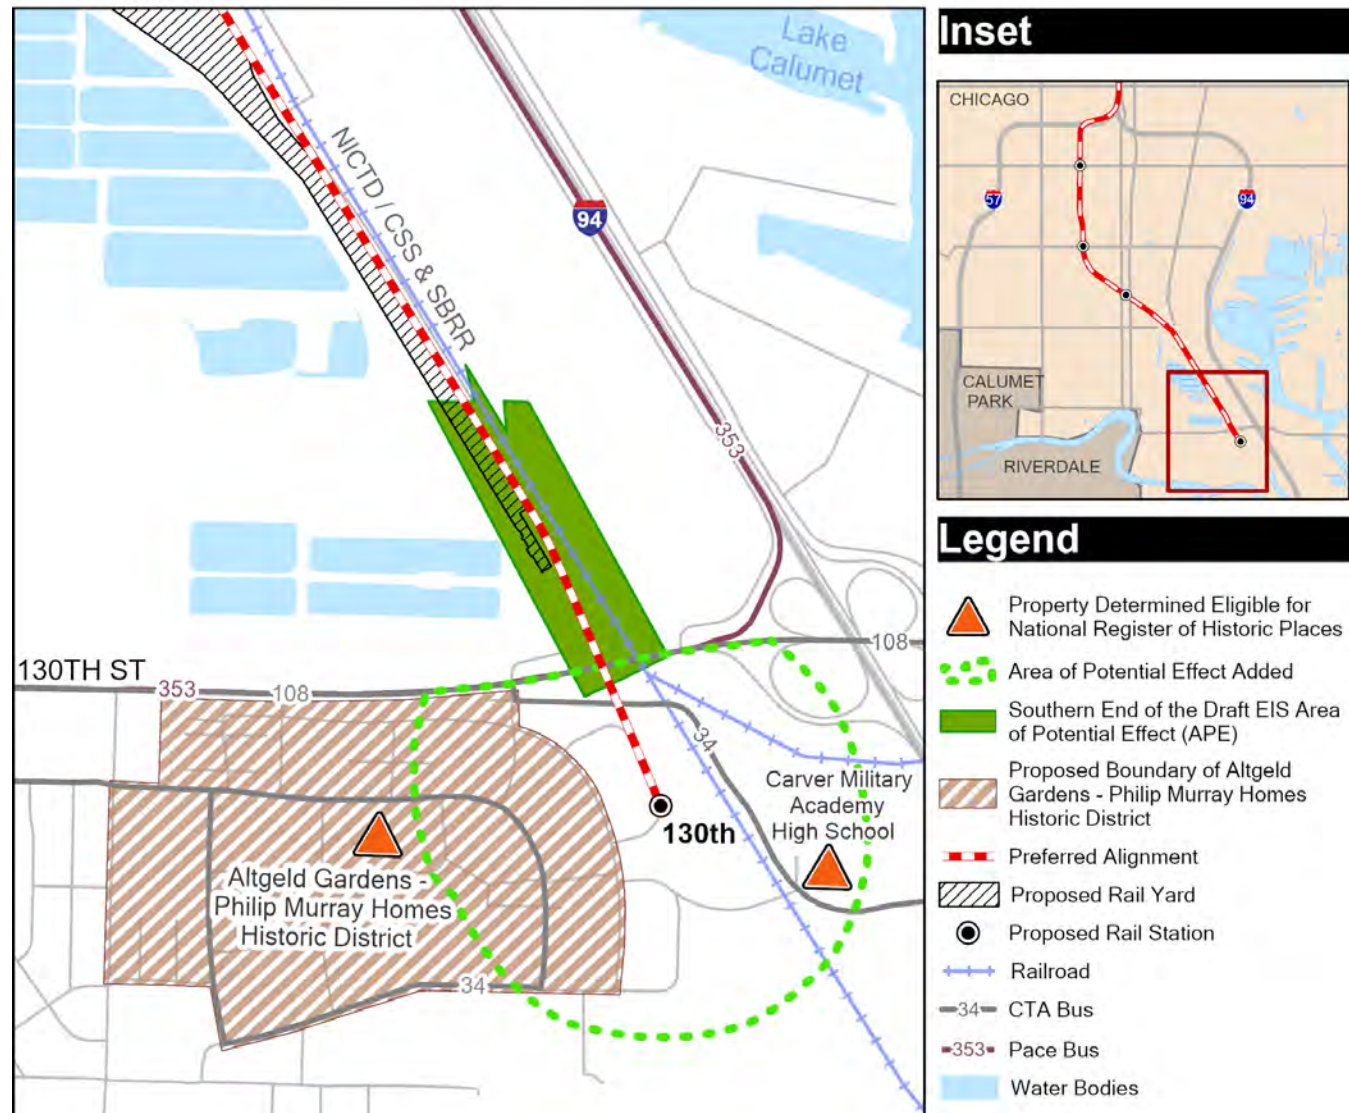 Lake
Calumet
NICTD / CSS & SBRR
94
353
108
130TH ST
353
108
34
Carver Military
Academy
High School
130th
Altgeld Gardens -
Philip Murray Homes
Historic District
34
Inset
CHICAGO
57
94
CALUMET
PARK
RIVERDALE
Legend
Property Determined Eligible for
National Register of Historic Places
Area of Potential Effect Added
Southern End of the Draft EIS Area
of Potential Effect (APE)
Proposed Boundary of Altgeld
Gardens - Philip Murray Homes
Historic District
Preferred Alignment
Proposed Rail Yard
Proposed Rail Station
Railroad
34 CTA Bus
353 Pace Bus
Water Bodies